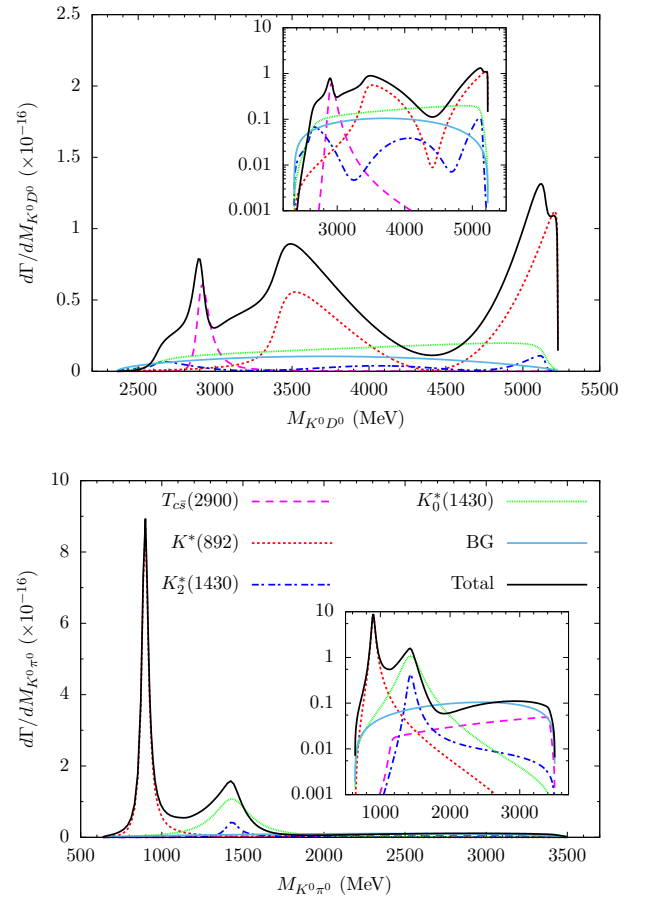 dΓ/dM_{K⁰D⁰} (×10⁻¹⁶)
2.5
2
1.5
1
0.5
0
10
1
0.1
0.01
0.001
3000 4000 5000
2500 3000 3500 4000 4500 5000 5500
M_{K⁰D⁰} (MeV)
dΓ/dM_{K⁰π⁰} (×10⁻¹⁶)
10
8
6
4
2
0
T_{cs̄}(2900) K₀*(1430)
K*(892) BG
K₂*(1430) Total
10
1
0.1
0.01
0.001
1000 2000 3000
500 1000 1500 2000 2500 3000 3500
M_{K⁰π⁰} (MeV)